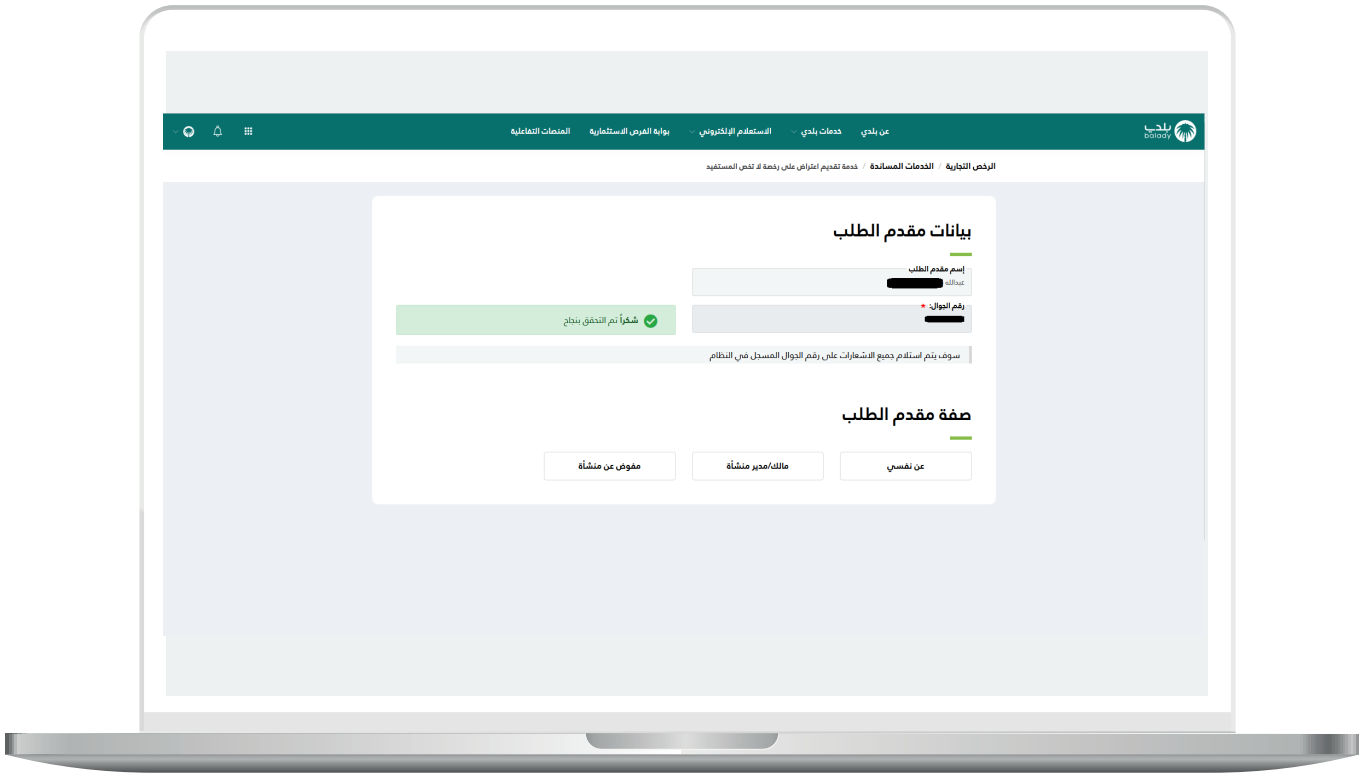 بلدي
balady
عن بلدي
خدمات بلدي
الاستعلام الإلكتروني
بوابة الفرص الاستثمارية
المنصات التفاعلية
الرخص التجارية / الخدمات المساندة / خدمة تقديم اعتراض على رخصة لا تخص المستفيد
بيانات مقدم الطلب
إسم مقدم الطلب
عبدالله
رقم الجوال: *
شكراً تم التحقق بنجاح
سوف يتم استلام جميع الاشعارات على رقم الجوال المسجل في النظام
صفة مقدم الطلب
عن نفسي
مالك/مدير منشأة
مفوض عن منشأة